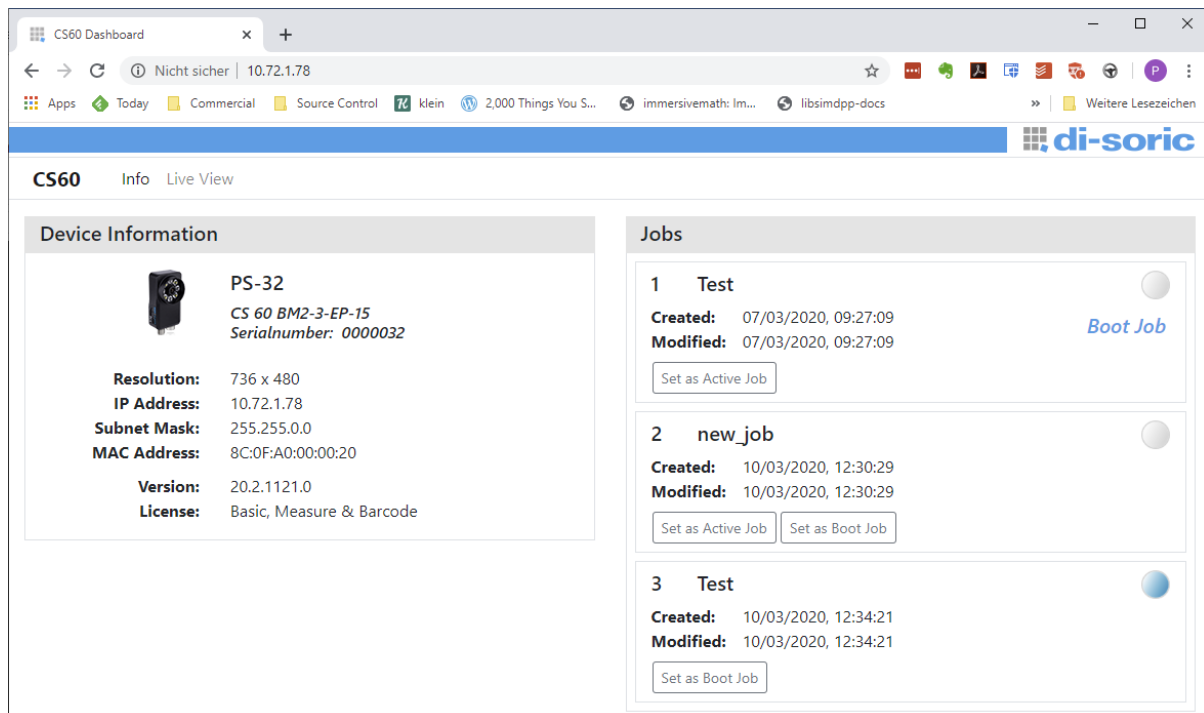 CS60 Dashboard
Nicht sicher | 10.72.1.78
P
Apps Today Commercial Source Control klein 2,000 Things You S... immersivemath: Im... libsimdpp-docs » Weitere Lesezeichen
di-soric
CS60 Info Live View
Device Information
PS-32
CS 60 BM2-3-EP-15
Serialnumber: 0000032
Resolution: 736 x 480
IP Address: 10.72.1.78
Subnet Mask: 255.255.0.0
MAC Address: 8C:0F:A0:00:00:20
Version: 20.2.1121.0
License: Basic, Measure & Barcode
Jobs
1 Test
Created: 07/03/2020, 09:27:09
Boot Job
Modified: 07/03/2020, 09:27:09
Set as Active Job
2 new_job
Created: 10/03/2020, 12:30:29
Modified: 10/03/2020, 12:30:29
Set as Active Job Set as Boot Job
3 Test
Created: 10/03/2020, 12:34:21
Modified: 10/03/2020, 12:34:21
Set as Boot Job